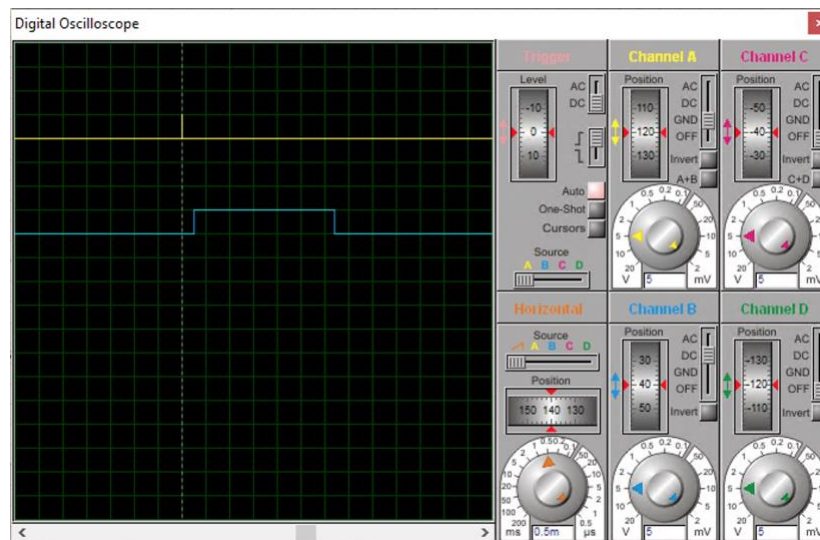 Digital Oscilloscope
Trigger
Level
-10
0
10
AC
DC
Auto
One-Shot
Cursors
Source
A B C D
Channel A
Position
-110
-120
-130
AC
DC
GND
OFF
Invert
A+B
V
5
mV
Channel C
Position
-50
-40
-30
AC
DC
GND
OFF
Invert
C+D
V
5
mV
Horizontal
Source
A B C D
Position
150 140 130
ms
0.5m
µs
Channel B
Position
30
40
50
AC
DC
GND
OFF
Invert
V
5
mV
Channel D
Position
-130
-120
-110
AC
DC
GND
OFF
Invert
V
5
mV